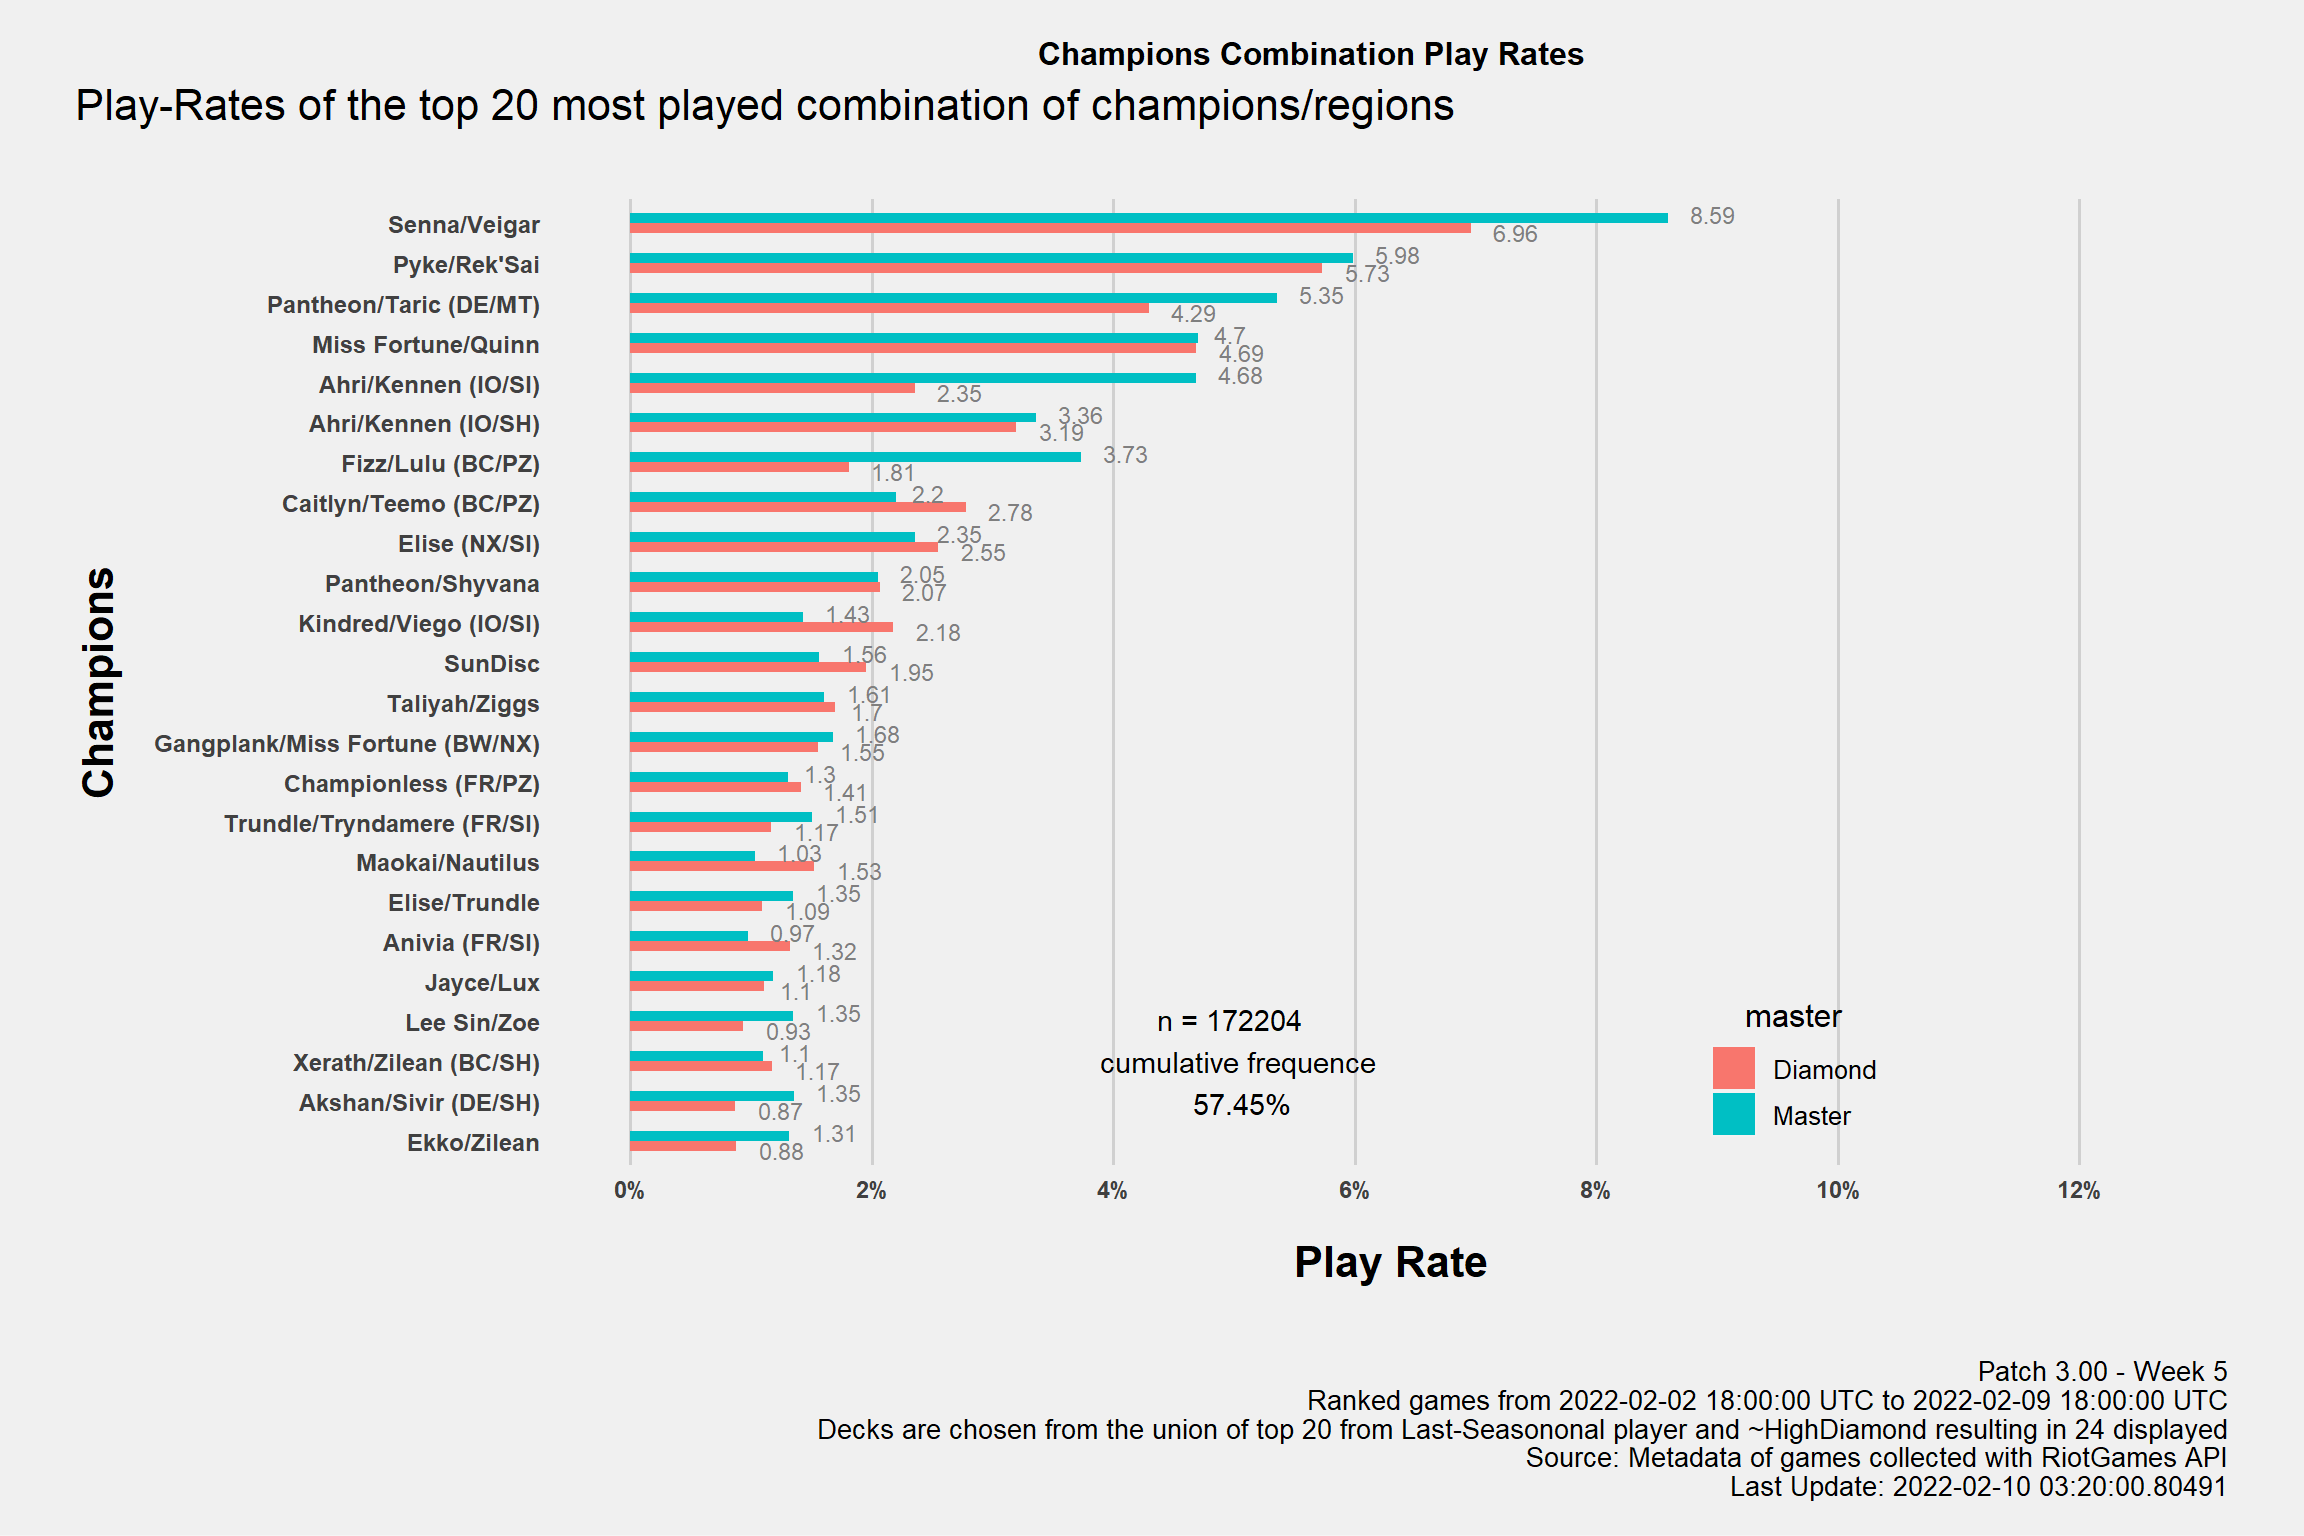 Champions Combination Play Rates
Play-Rates of the top 20 most played combination of champions/regions
Champions
Senna/Veigar
8.59
6.96
Pyke/Rek'Sai
5.98
5.73
Pantheon/Taric (DE/MT)
5.35
4.29
Miss Fortune/Quinn
4.7
4.69
Ahri/Kennen (IO/SI)
4.68
2.35
Ahri/Kennen (IO/SH)
3.36
3.19
Fizz/Lulu (BC/PZ)
3.73
1.81
Caitlyn/Teemo (BC/PZ)
2.2
2.78
Elise (NX/SI)
2.35
2.55
Pantheon/Shyvana
2.05
2.07
Kindred/Viego (IO/SI)
1.43
2.18
SunDisc
1.56
1.95
Taliyah/Ziggs
1.61
1.7
Gangplank/Miss Fortune (BW/NX)
1.68
1.55
Championless (FR/PZ)
1.3
1.41
Trundle/Tryndamere (FR/SI)
1.51
1.17
Maokai/Nautilus
1.03
1.53
Elise/Trundle
1.35
1.09
Anivia (FR/SI)
0.97
1.32
Jayce/Lux
1.18
1.1
Lee Sin/Zoe
1.35
0.93
Xerath/Zilean (BC/SH)
1.1
1.17
Akshan/Sivir (DE/SH)
1.35
0.87
Ekko/Zilean
1.31
0.88
n = 172204
cumulative frequence
57.45%
master
Diamond
Master
0% 2% 4% 6% 8% 10% 12%
Play Rate
Patch 3.00 - Week 5
Ranked games from 2022-02-02 18:00:00 UTC to 2022-02-09 18:00:00 UTC
Decks are chosen from the union of top 20 from Last-Seasononal player and ~HighDiamond resulting in 24 displayed
Source: Metadata of games collected with RiotGames API
Last Update: 2022-02-10 03:20:00.80491